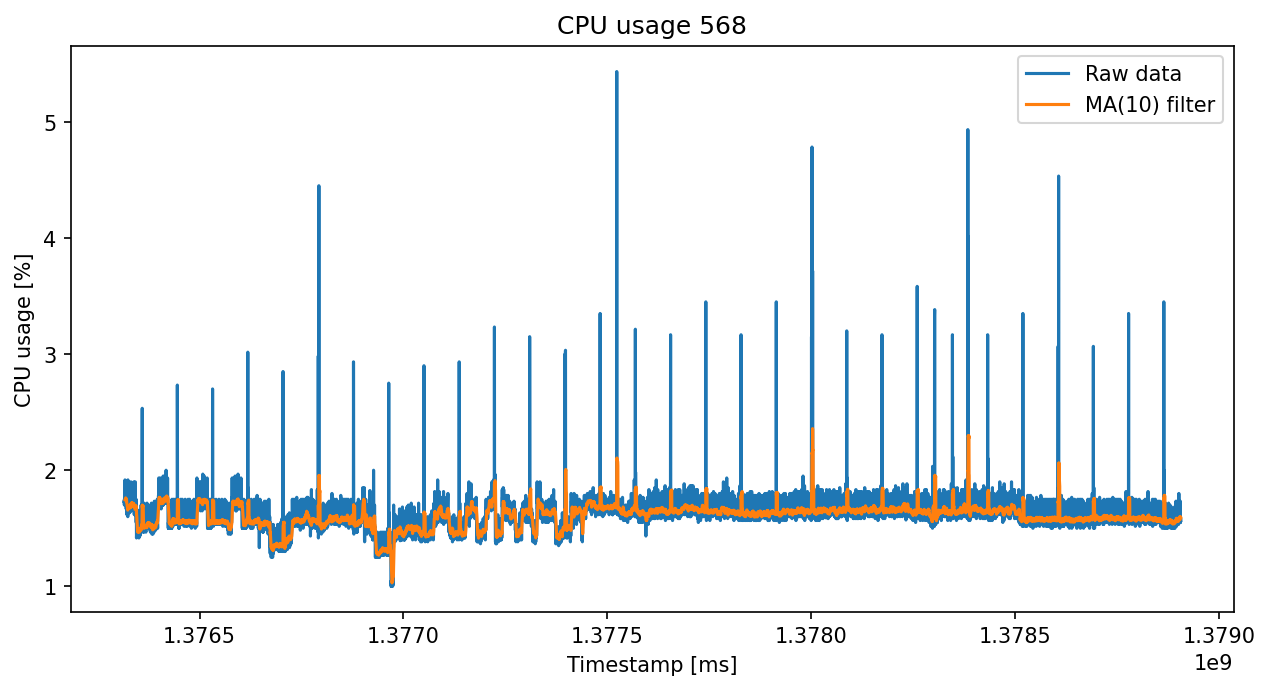 CPU usage 568
Raw data
MA(10) filter
CPU usage [%]
5
4
3
2
1
1.3765 1.3770 1.3775 1.3780 1.3785 1.3790
1e9
Timestamp [ms]